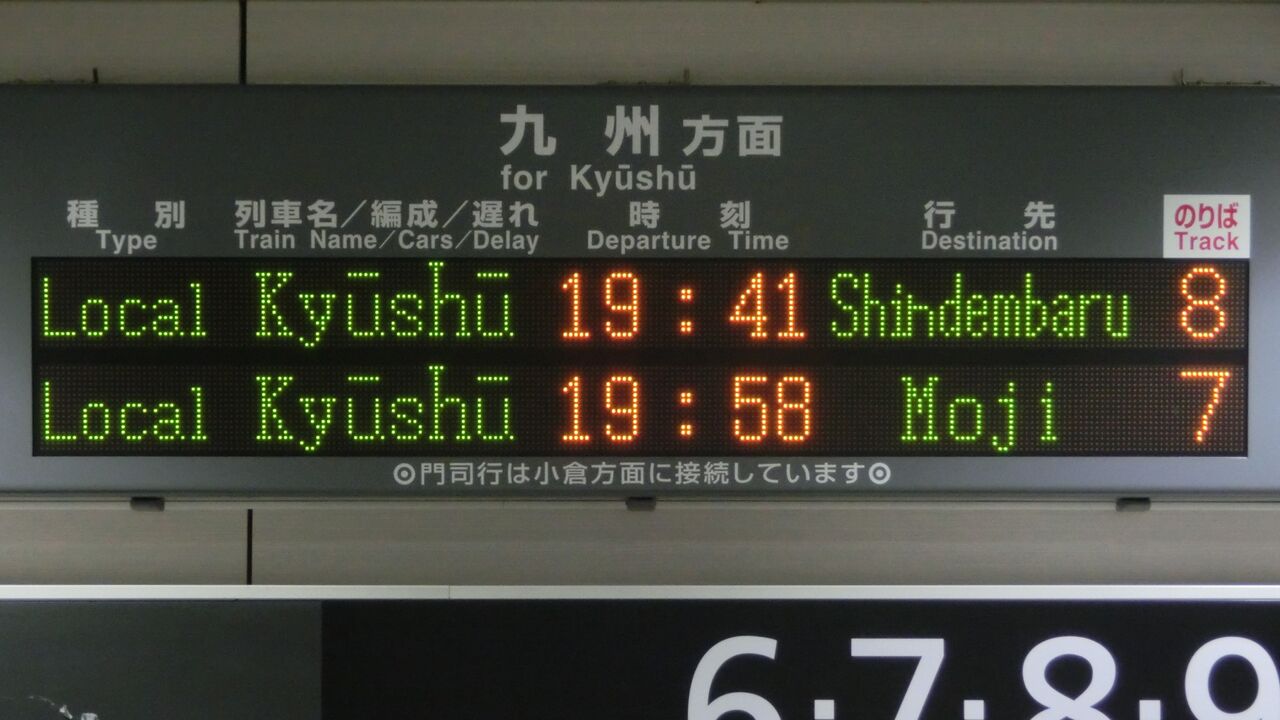 九州方面
for Kyūshū
種別 列車名／編成／遅れ 時刻 行先 のりば
Type Train Name/Cars/Delay Departure Time Destination Track
Local Kyūshū 19:41 Shindembaru 8
Local Kyūshū 19:58 Moji 7
◎門司行は小倉方面に接続しています◎
6·7·8·9